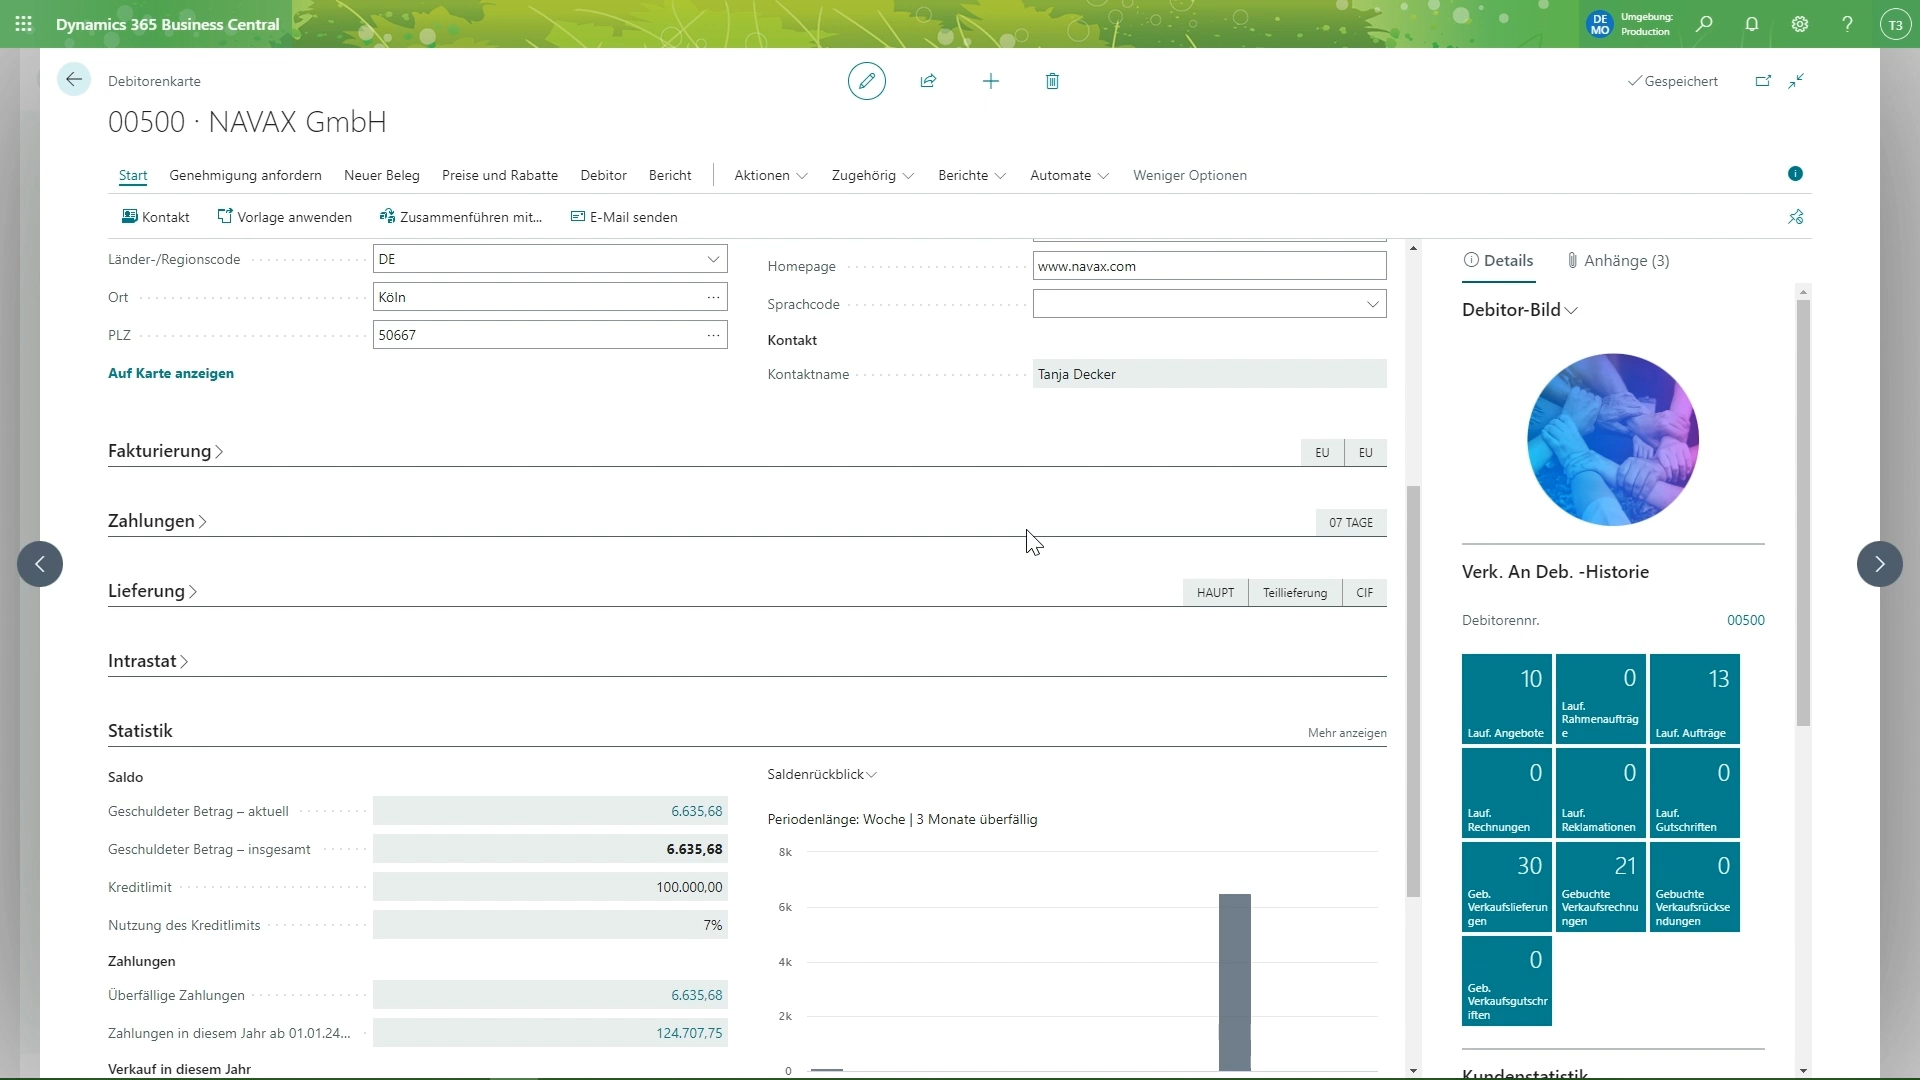 Dynamics 365 Business Central
DE
MO
Umgebung:
Production
?
T3
Debitorenkarte
Gespeichert
00500 · NAVAX GmbH
Start
Genehmigung anfordern
Neuer Beleg
Preise und Rabatte
Debitor
Bericht
Aktionen
Zugehörig
Berichte
Automate
Weniger Optionen
Kontakt
Vorlage anwenden
Zusammenführen mit...
E-Mail senden
Länder-/Regionscode
DE
Ort
Köln
PLZ
50667
Auf Karte anzeigen
Homepage
www.navax.com
Sprachcode
Kontakt
Kontaktname
Tanja Decker
Fakturierung
EU
EU
Zahlungen
07 TAGE
Lieferung
HAUPT
Teillieferung
CIF
Intrastat
Statistik
Mehr anzeigen
Saldo
Geschuldeter Betrag – aktuell
6.635,68
Geschuldeter Betrag – insgesamt
6.635,68
Kreditlimit
100.000,00
Nutzung des Kreditlimits
7%
Zahlungen
Überfällige Zahlungen
6.635,68
Zahlungen in diesem Jahr ab 01.01.24...
124.707,75
Verkauf in diesem Jahr
Saldenrückblick
Periodenlänge: Woche | 3 Monate überfällig
8k
6k
4k
2k
0
Details
Anhänge (3)
Debitor-Bild
Verk. An Deb. -Historie
Debitorennr.
00500
10
Lauf. Angebote
0
Lauf.
Rahmenaufträg
e
13
Lauf. Aufträge
0
Lauf.
Rechnungen
0
Lauf.
Reklamationen
0
Lauf.
Gutschriften
30
Geb.
Verkaufslieferun
gen
21
Gebuchte
Verkaufsrechnu
ngen
0
Gebuchte
Verkaufsrückse
ndungen
0
Geb.
Verkaufsgutschr
iften
Kundenstatistik